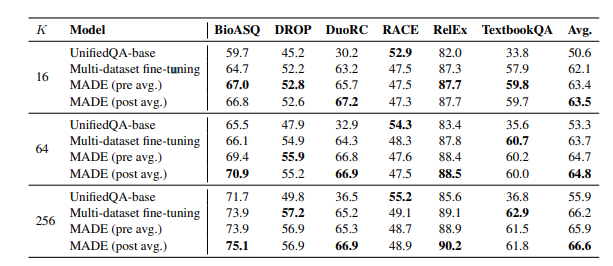 K Model BioASQ DROP DuoRC RACE RelEx TextbookQA Avg.
UnifiedQA-base 59.7 45.2 30.2 52.9 82.0 33.8 50.6
Multi-dataset fine-tuning 64.7 52.2 63.2 47.5 87.3 57.9 62.1
16
MADE (pre avg.) 67.0 52.8 65.7 47.5 87.7 59.8 63.4
MADE (post avg.) 66.8 52.6 67.2 47.3 87.7 59.7 63.5
UnifiedQA-base 65.5 47.9 32.9 54.3 83.4 35.6 53.3
Multi-dataset fine-tuning 66.1 54.9 64.3 48.3 87.8 60.7 63.7
64
MADE (pre avg.) 69.4 55.9 66.8 47.6 88.4 60.2 64.7
MADE (post avg.) 70.9 55.2 66.9 47.5 88.5 60.0 64.8
UnifiedQA-base 71.7 49.8 36.5 55.2 85.6 36.8 55.9
Multi-dataset fine-tuning 73.9 57.2 65.2 49.1 89.1 62.9 66.2
256
MADE (pre avg.) 73.9 56.9 65.3 48.7 88.9 61.5 65.9
MADE (post avg.) 75.1 56.9 66.9 48.9 90.2 61.8 66.6